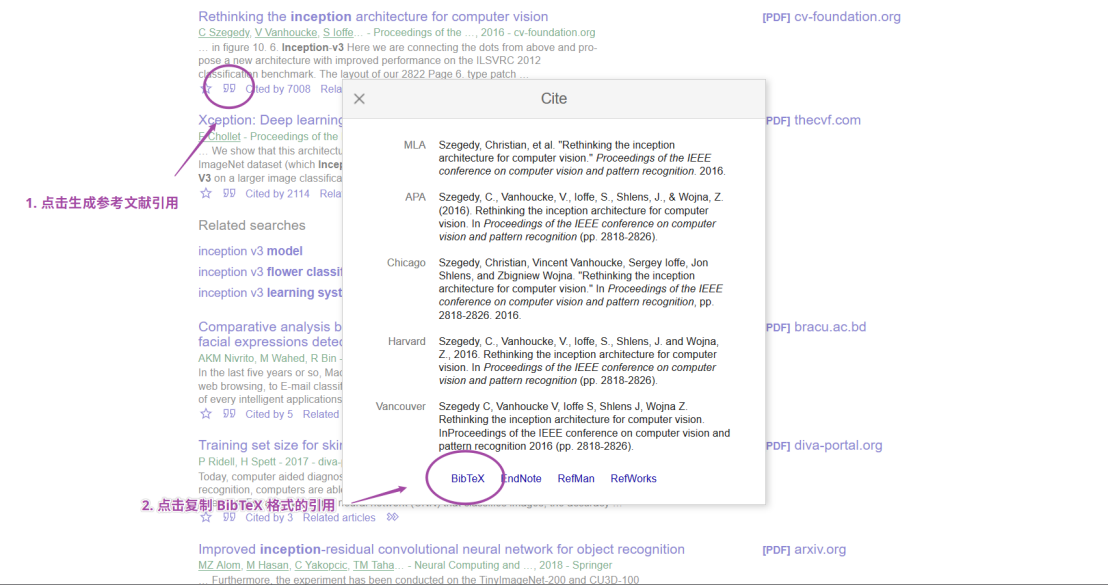 Rethinking the inception architecture for computer vision
[PDF] cv-foundation.org
C Szegedy, V Vanhoucke, S Ioffe… - Proceedings of the …, 2016 - cv-foundation.org
… in figure 10. 6. Inception-v3 Here we are connecting the dots from above and pro-
pose a new architecture with improved performance on the ILSVRC 2012
classification benchmark. The layout of our 2822 Page 6. type patch …
Cited by 7008 Rela
Xception: Deep learning
[PDF] thecvf.com
F Chollet - Proceedings of the
… We show that this architectu
ImageNet dataset (which Incep
V3 on a larger image classifica
Cited by 2114 Rela
1. 点击生成参考文献引用
Related searches
inception v3 model
inception v3 flower classif
inception v3 learning syst
Comparative analysis b
facial expressions detec
PDF] bracu.ac.bd
AKM Nivrito, M Wahed, R Bin -
In the last five years or so, Mac
web browsing, to E-mail classif
of every intelligent applications
Cited by 5 Related
Training set size for skin
PDF] diva-portal.org
P Ridell, H Spett - 2017 - diva-p
Today, computer aided diagnos
recognition, computers are able
Cited by 3 Related articles
2. 点击复制 BibTeX 格式的引用
Improved inception-residual convolutional neural network for object recognition
[PDF] arxiv.org
MZ Alom, M Hasan, C Yakopcic, TM Taha… - Neural Computing and …, 2018 - Springer
… Furthermore, the experiment has been conducted on the TinyImageNet-200 and CU3D-100
Cite
MLA
Szegedy, Christian, et al. "Rethinking the inception
architecture for computer vision." Proceedings of the IEEE
conference on computer vision and pattern recognition. 2016.
APA
Szegedy, C., Vanhoucke, V., Ioffe, S., Shlens, J., & Wojna, Z.
(2016). Rethinking the inception architecture for computer
vision. In Proceedings of the IEEE conference on computer
vision and pattern recognition (pp. 2818-2826).
Chicago
Szegedy, Christian, Vincent Vanhoucke, Sergey Ioffe, Jon
Shlens, and Zbigniew Wojna. "Rethinking the inception
architecture for computer vision." In Proceedings of the IEEE
conference on computer vision and pattern recognition, pp.
2818-2826. 2016.
Harvard
Szegedy, C., Vanhoucke, V., Ioffe, S., Shlens, J. and Wojna,
Z., 2016. Rethinking the inception architecture for computer
vision. In Proceedings of the IEEE conference on computer
vision and pattern recognition (pp. 2818-2826).
Vancouver
Szegedy C, Vanhoucke V, Ioffe S, Shlens J, Wojna Z.
Rethinking the inception architecture for computer vision.
InProceedings of the IEEE conference on computer vision and
pattern recognition 2016 (pp. 2818-2826).
BibTeX EndNote RefMan RefWorks